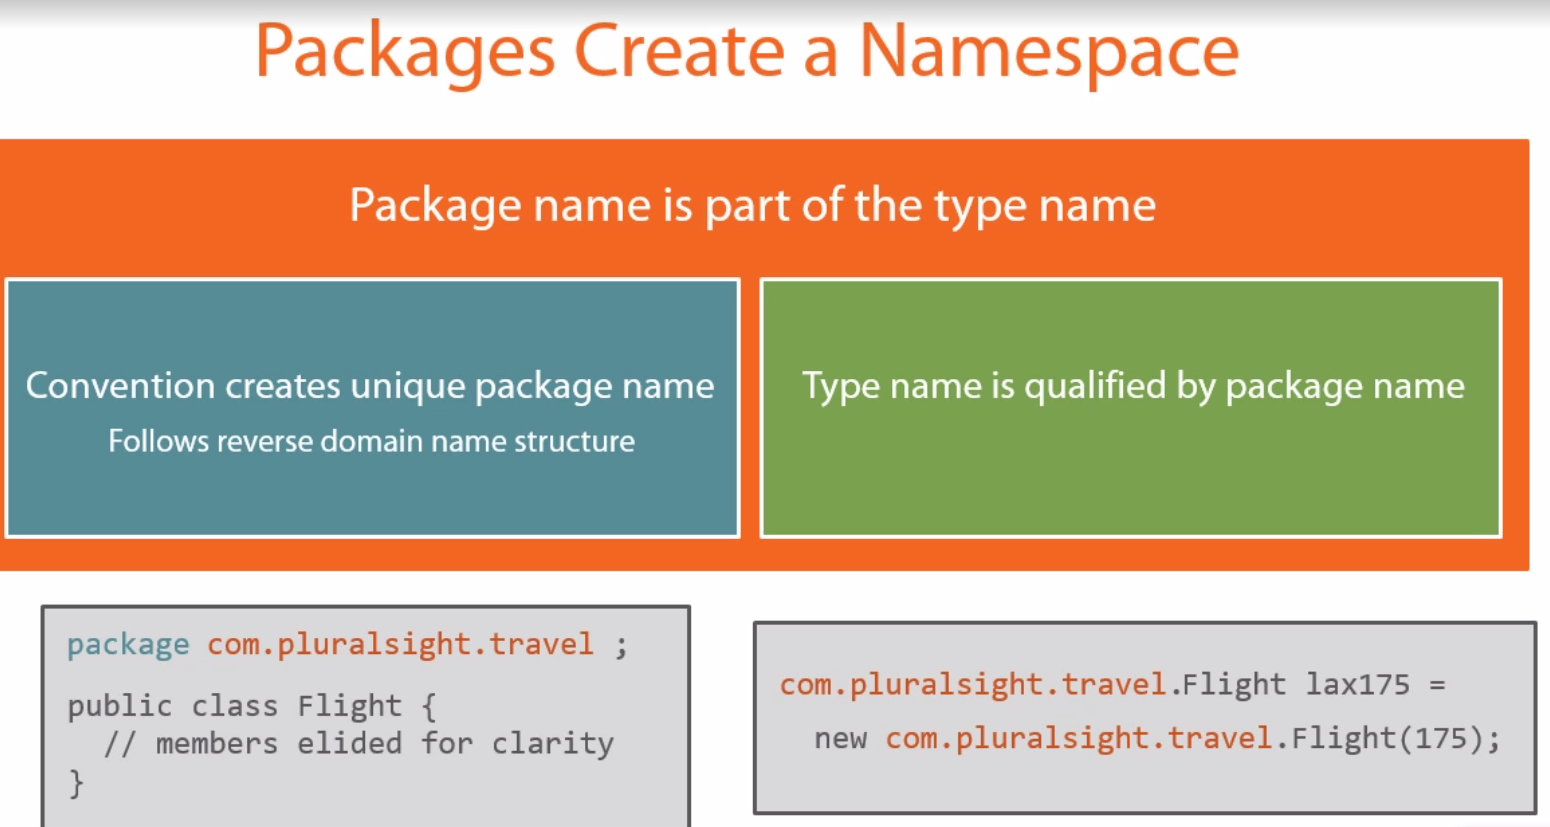 Packages Create a Namespace
Package name is part of the type name
Convention creates unique package name
Follows reverse domain name structure
Type name is qualified by package name
package com.pluralsight.travel ;
public class Flight {
// members elided for clarity
}
com.pluralsight.travel.Flight lax175 =
new com.pluralsight.travel.Flight(175);